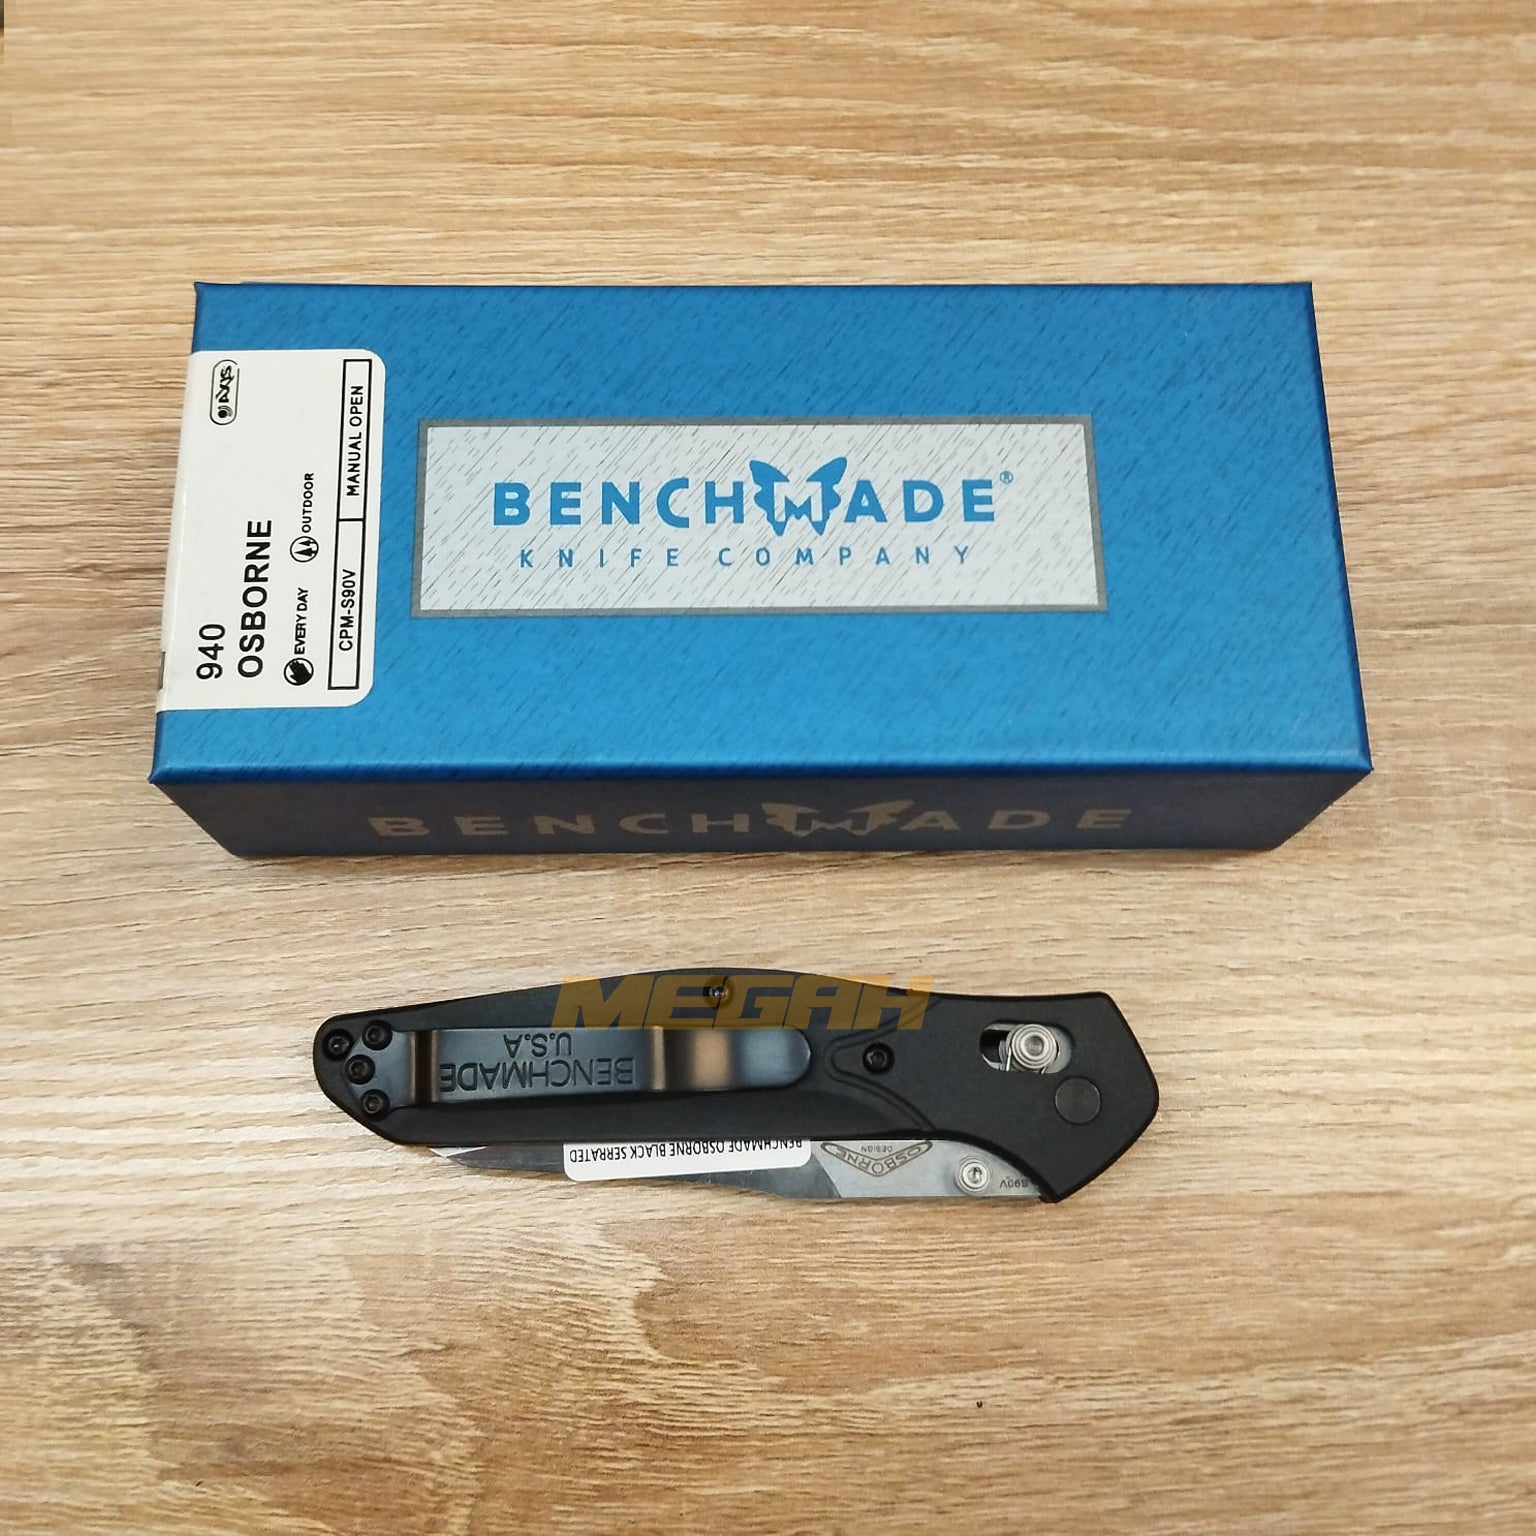 AXIS
940
OSBORNE
EVERY DAY OUTDOOR
CPM-S90V MANUAL OPEN
BENCHMADE®
KNIFE COMPANY
BENCHMADE
MEGAH
BENCHMADE
U.S.A
BENCHMADE OSBORNE BLACK SERRATED
OSBORNE
DESIGN
S90V